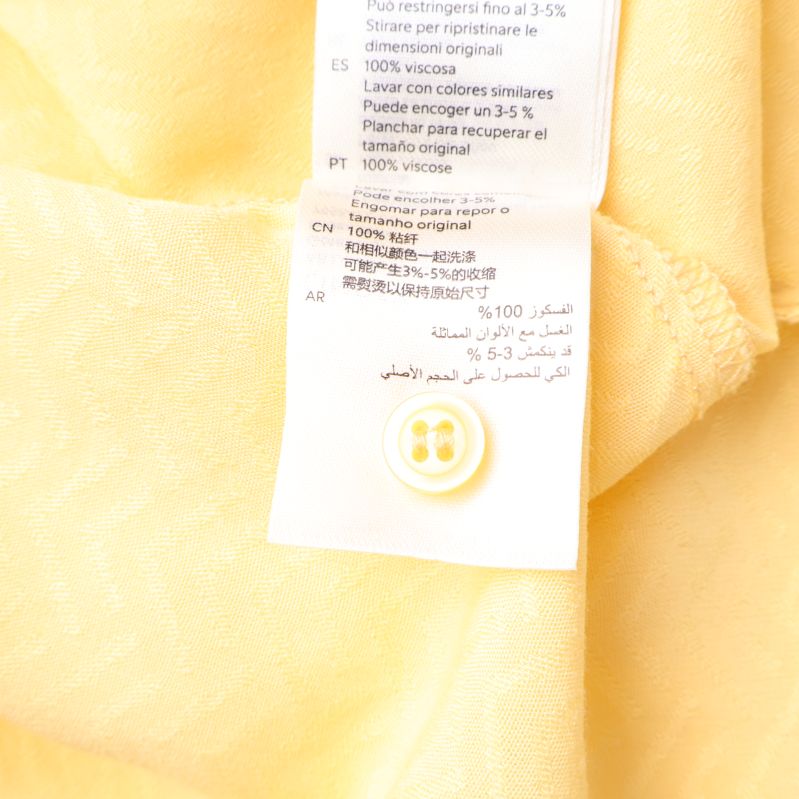 Può restringersi fino al 3-5%
Stirare per ripristinare le
dimensioni originali
ES 100% viscosa
Lavar con colores similares
Puede encoger un 3-5 %
Planchar para recuperar el
tamaño original
PT 100% viscose
Pode encolher 3-5%
Engomar para repor o
tamanho original
CN 100% 粘纤
和相似颜色一起洗涤
可能产生3%-5%的收缩
需熨烫以保持原始尺寸
AR
الفسكوز 100%
الغسل مع الألوان المماثلة
قد ينكمش 3-5 %
الكي للحصول على الحجم الأصلي